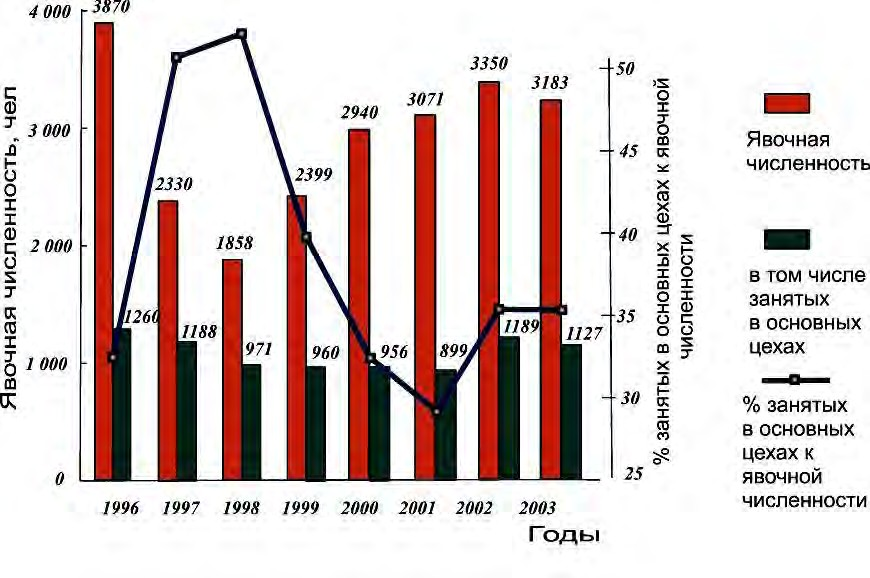 4 000
3 000
2 000
1 000
0
Явочная численность, чел
3870
1260
2330
1188
1858
971
2399
960
2940
956
3071
899
3350
1189
3183
1127
1996 1997 1998 1999 2000 2001 2002 2003
Годы
50
45
40
35
30
25
% занятых в основных цехах к явочной
численности
Явочная
численность
в том числе
занятых
в основных
цехах
% занятых
в основных
цехах к
явочной
численности